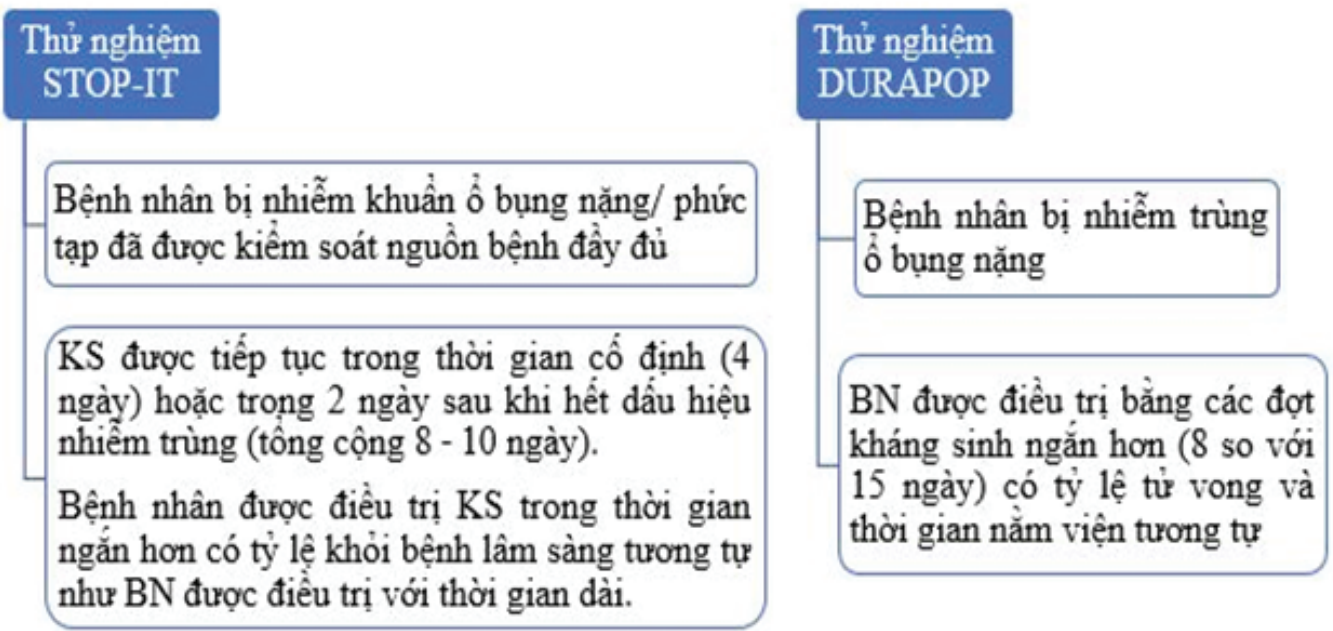 Thử nghiệm
STOP-IT
Bệnh nhân bị nhiễm khuẩn ổ bụng nặng/ phức
tạp đã được kiểm soát nguồn bệnh đầy đủ
KS được tiếp tục trong thời gian cố định (4
ngày) hoặc trong 2 ngày sau khi hết dấu hiệu
nhiễm trùng (tổng cộng 8 - 10 ngày).
Bệnh nhân được điều trị KS trong thời gian
ngắn hơn có tỷ lệ khỏi bệnh lâm sàng tương tự
như BN được điều trị với thời gian dài.
Thử nghiệm
DURAPOP
Bệnh nhân bị nhiễm trùng
ổ bụng nặng
BN được điều trị bằng các đợt
kháng sinh ngắn hơn (8 so với
15 ngày) có tỷ lệ tử vong và
thời gian nằm viện tương tự